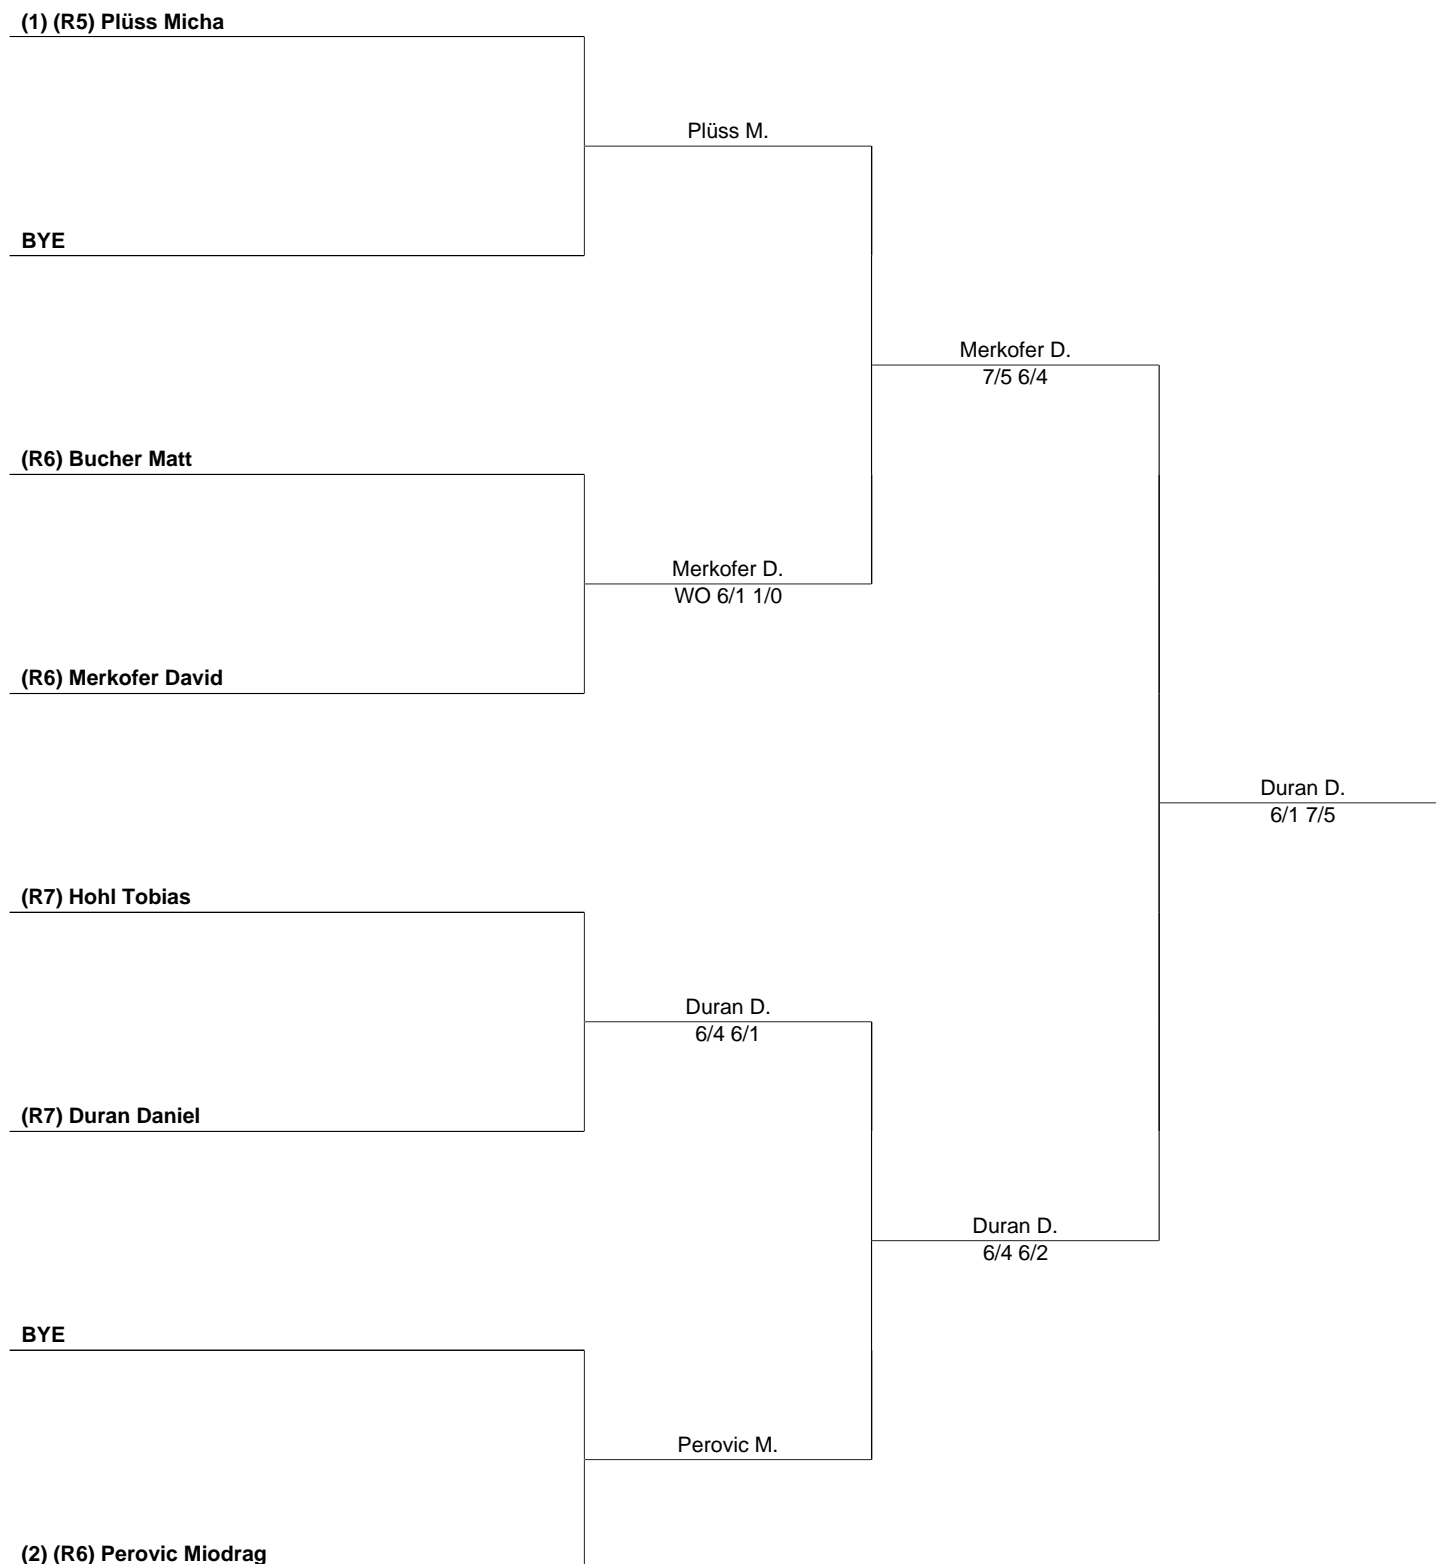 (1) (R5) Plüss Micha
Plüss M.
BYE
Merkofer D.
7/5 6/4
(R6) Bucher Matt
Merkofer D.
WO 6/1 1/0
(R6) Merkofer David
Duran D.
6/1 7/5
(R7) Hohl Tobias
Duran D.
6/4 6/1
(R7) Duran Daniel
Duran D.
6/4 6/2
BYE
Perovic M.
(2) (R6) Perovic Miodrag